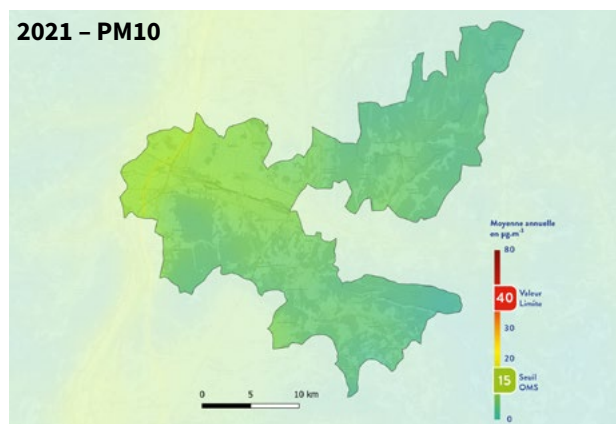 2021 – PM10
Moyenne annuelle
en µg.m⁻³
80
40 Valeur
Limite
30
20
15 Seuil
OMS
0
0 5 10 km